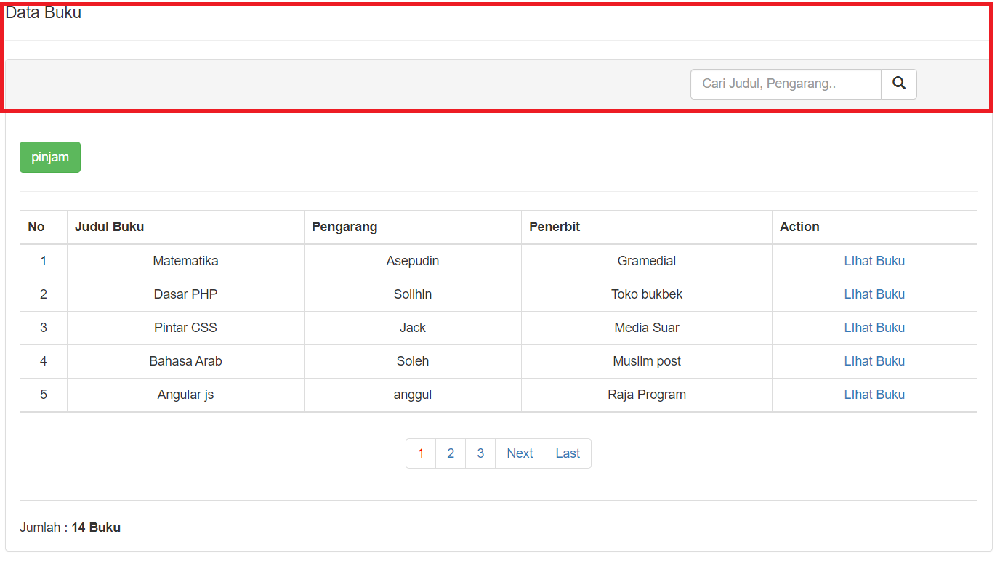 Data Buku
Cari Judul, Pengarang..
pinjam
No Judul Buku Pengarang Penerbit Action
1 Matematika Asepudin Gramedial LIhat Buku
2 Dasar PHP Solihin Toko bukbek LIhat Buku
3 Pintar CSS Jack Media Suar LIhat Buku
4 Bahasa Arab Soleh Muslim post LIhat Buku
5 Angular js anggul Raja Program LIhat Buku
1 2 3 Next Last
Jumlah : 14 Buku